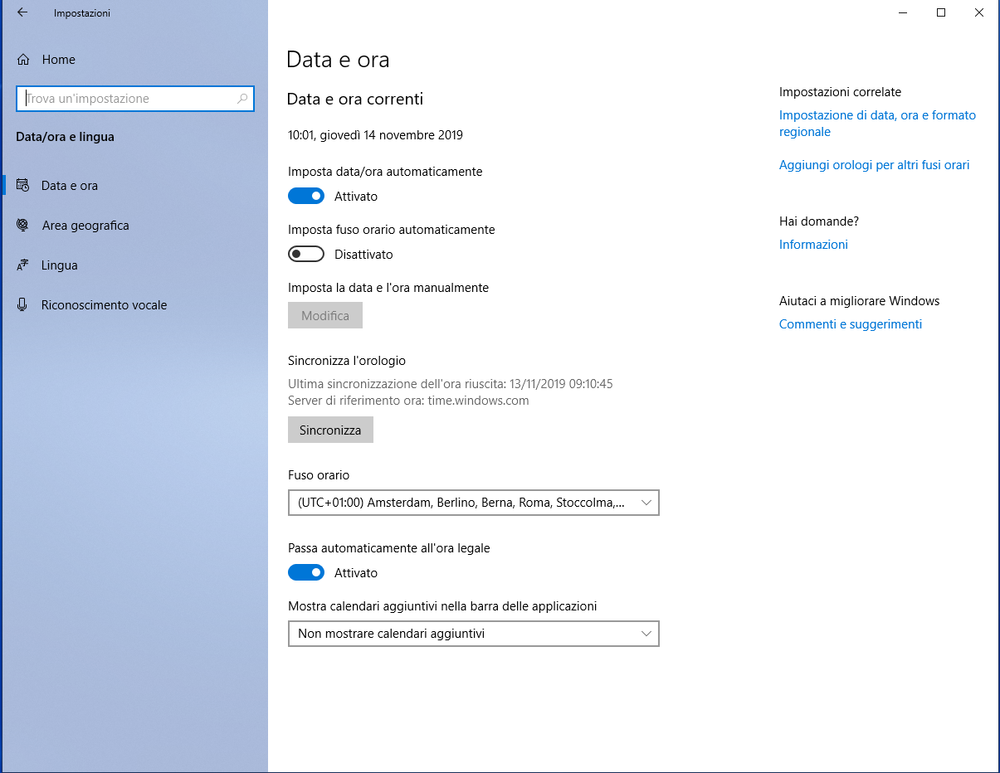 Impostazioni
Home
Trova un'impostazione
Data/ora e lingua
Data e ora
Area geografica
Lingua
Riconoscimento vocale
Data e ora
Data e ora correnti
10:01, giovedì 14 novembre 2019
Imposta data/ora automaticamente
Attivato
Imposta fuso orario automaticamente
Disattivato
Imposta la data e l'ora manualmente
Modifica
Sincronizza l'orologio
Ultima sincronizzazione dell'ora riuscita: 13/11/2019 09:10:45
Server di riferimento ora: time.windows.com
Sincronizza
Fuso orario
(UTC+01:00) Amsterdam, Berlino, Berna, Roma, Stoccolma,...
Passa automaticamente all'ora legale
Attivato
Mostra calendari aggiuntivi nella barra delle applicazioni
Non mostrare calendari aggiuntivi
Impostazioni correlate
Impostazione di data, ora e formato
regionale
Aggiungi orologi per altri fusi orari
Hai domande?
Informazioni
Aiutaci a migliorare Windows
Commenti e suggerimenti